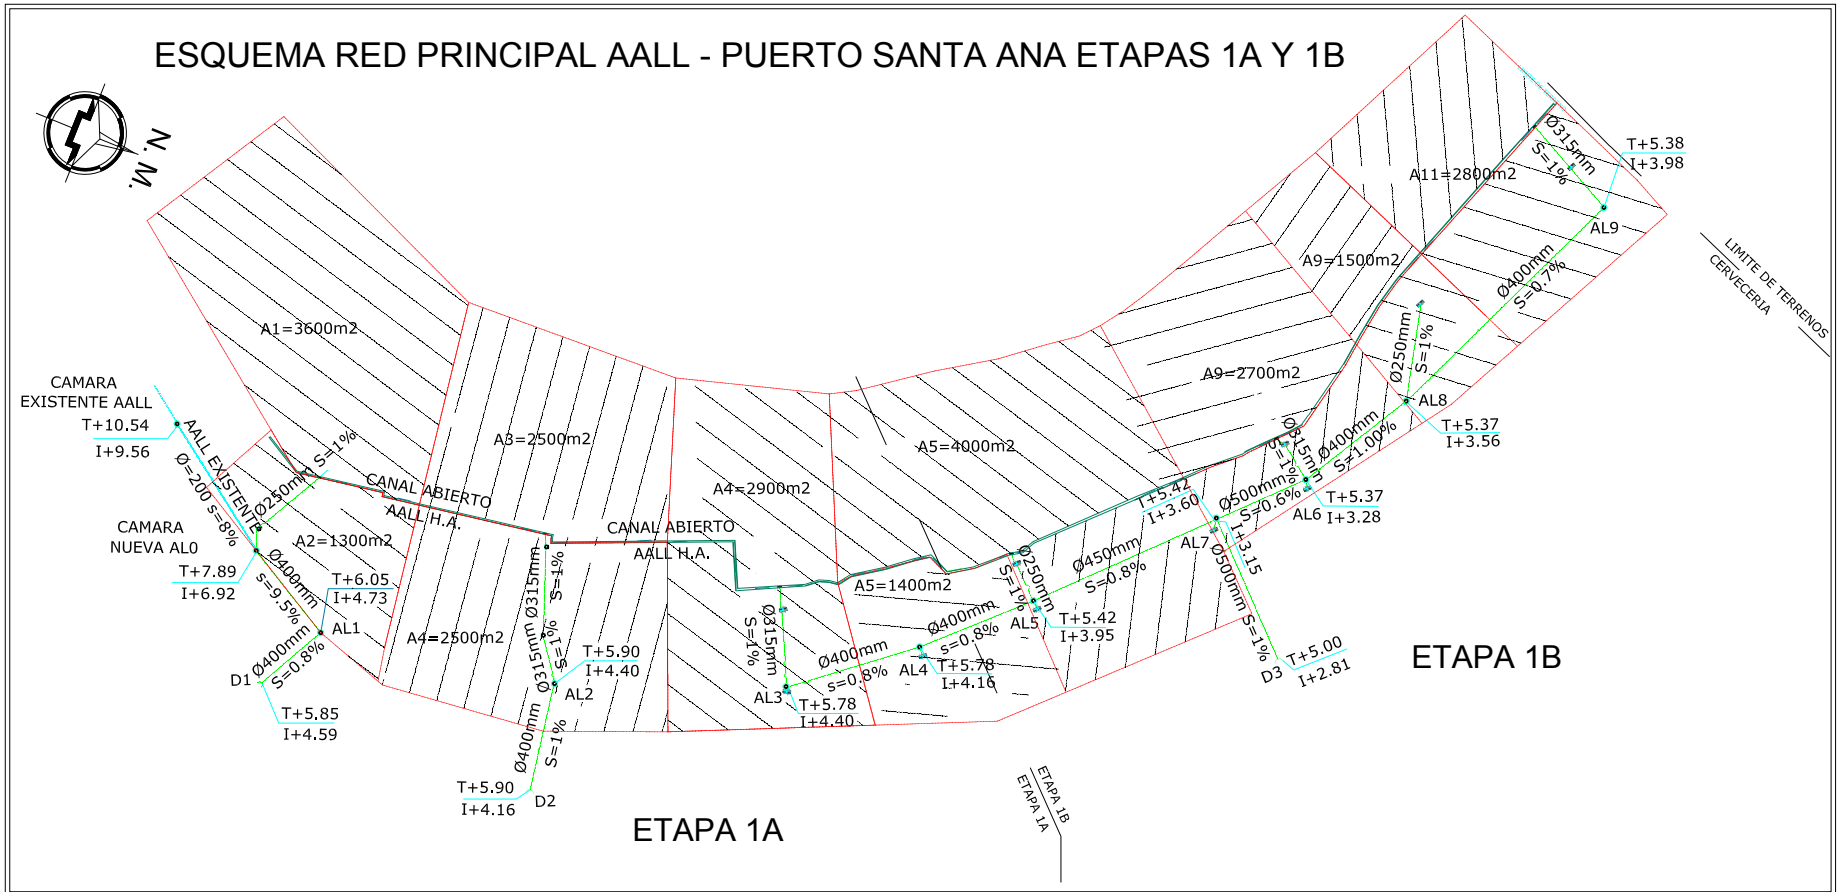 ESQUEMA RED PRINCIPAL AALL - PUERTO SANTA ANA ETAPAS 1A Y 1B
N. M.
A1=3600m2
CAMARA
EXISTENTE AALL
T+10.54
I+9.56
AALL EXISTENTE
Ø=200 s=8%
Ø250mm S=1%
CAMARA
NUEVA AL0
T+7.89
I+6.92
A2=1300m2
Ø400mm
s=9.5%
T+6.05
I+4.73
AL1
Ø400mm
S=0.8%
D1
T+5.85
I+4.59
CANAL ABIERTO
AALL H.A.
A3=2500m2
A4=2500m2
Ø315mm
S=1%
Ø315mm
S=1%
T+5.90
I+4.40
AL2
Ø400mm
S=1%
T+5.90
I+4.16
D2
CANAL ABIERTO
AALL H.A.
A4=2900m2
Ø315mm
S=1%
AL3
T+5.78
I+4.40
Ø400mm
s=0.8%
AL4
T+5.78
I+4.16
A5=4000m2
A5=1400m2
Ø400mm
s=0.8%
Ø250mm
S=1%
AL5
T+5.42
I+3.95
Ø450mm
S=0.8%
T+5.42
I+3.60
AL7
I+3.15
Ø500mm S=1%
D3
T+5.00
I+2.81
Ø500mm
S=0.6%
A9=2700m2
Ø315mm
S=1%
AL6
T+5.37
I+3.28
Ø400mm
S=1.00%
A9=1500m2
Ø250mm
S=1%
AL8
T+5.37
I+3.56
Ø400mm
S=0.7%
A11=2800m2
Ø315mm
S=1%
T+5.38
I+3.98
AL9
LIMITE DE TERRENOS
CERVECERIA
ETAPA 1B
ETAPA 1A
ETAPA 1B
ETAPA 1A